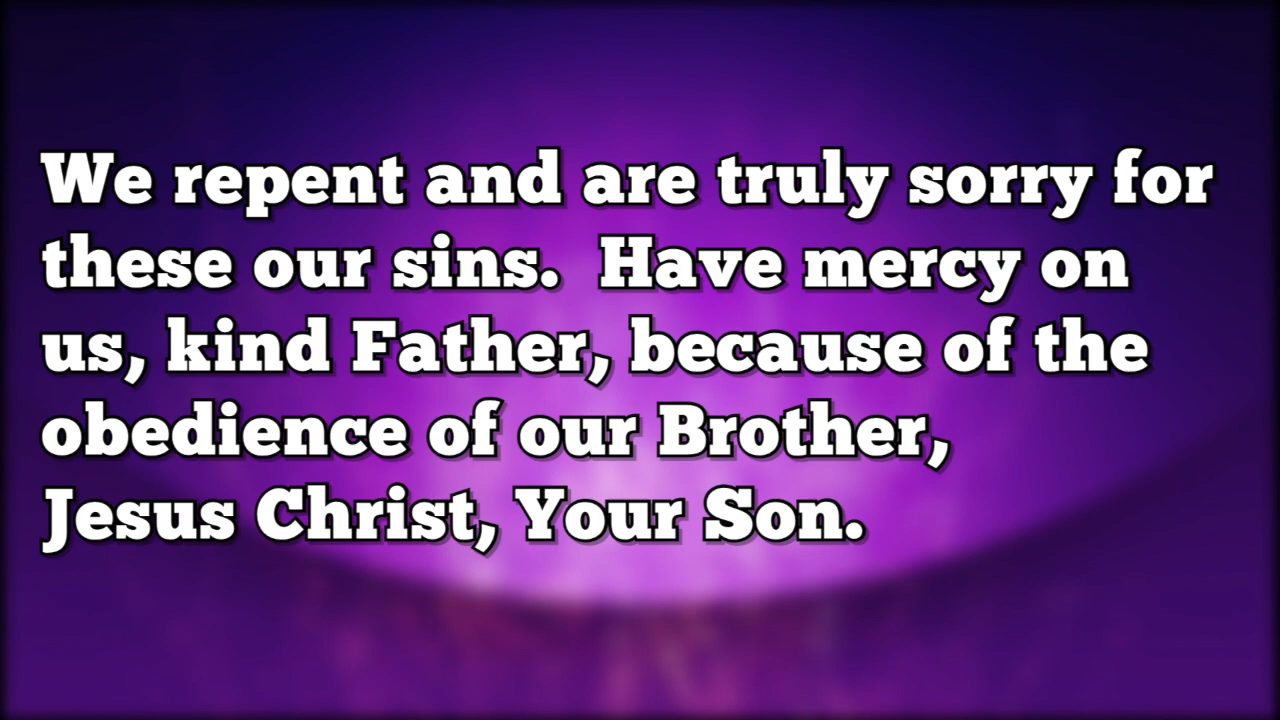 We repent and are truly sorry for
these our sins.  Have mercy on
us, kind Father, because of the
obedience of our Brother,
Jesus Christ, Your Son.